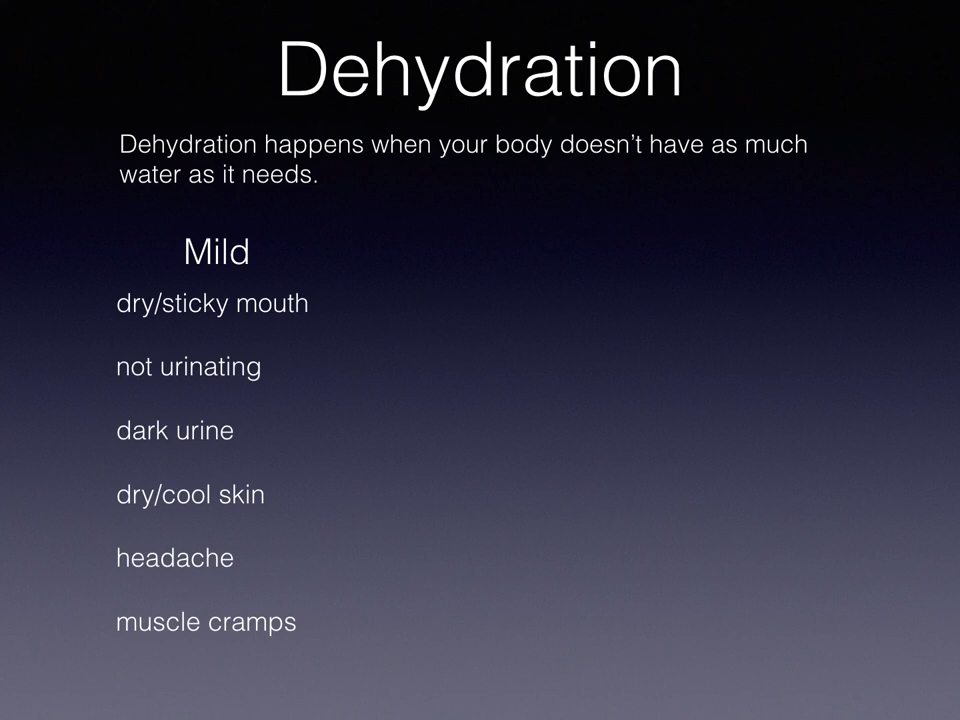 Dehydration
Dehydration happens when your body doesn’t have as much
water as it needs.
Mild
dry/sticky mouth
not urinating
dark urine
dry/cool skin
headache
muscle cramps